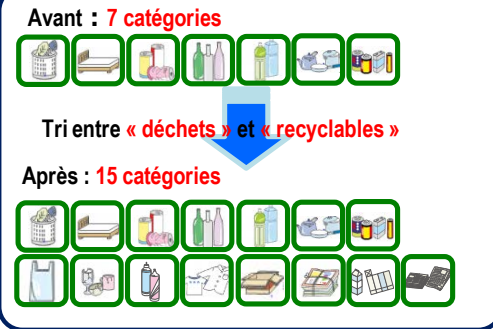 Avant : 7 catégories
Tri entre « déchets » et « recyclables »
Après : 15 catégories